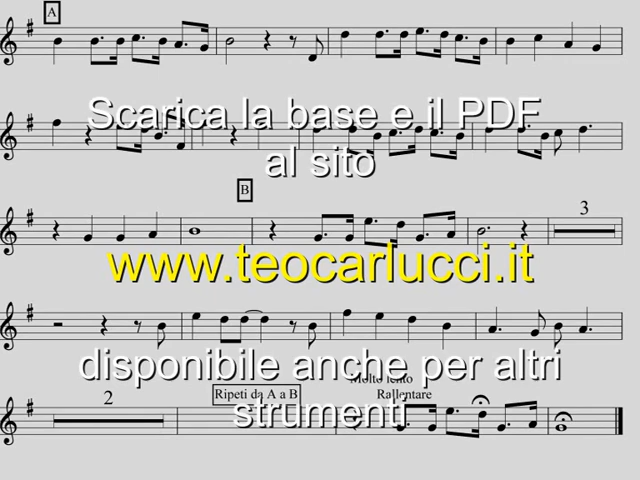 A
Scarica la base e il PDF
al sito
B
3
www.teocarlucci.it
disponibile anche per altri
Molto lento
2
Ripeti da A a B
Rallentare
strumenti